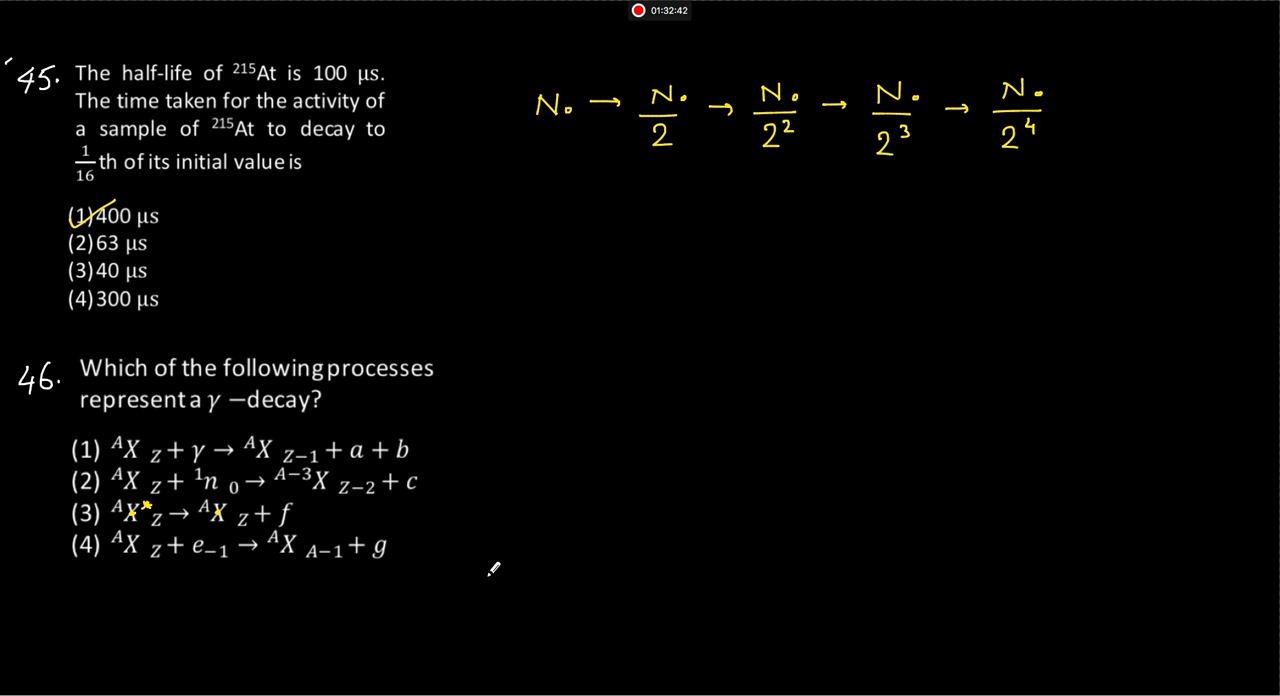 01:32:42
45. The half-life of ²¹⁵At is 100 μs.
The time taken for the activity of
a sample of ²¹⁵At to decay to
1/16 th of its initial value is
(1) 400 μs
(2) 63 μs
(3) 40 μs
(4) 300 μs
N₀ → N₀/2 → N₀/2² → N₀/2³ → N₀/2⁴
46. Which of the following processes
represent a γ −decay?
(1) ᴬX Z + γ → ᴬX Z−1 + a + b
(2) ᴬX Z + ¹n 0 → ᴬ⁻³X Z−2 + c
(3) ᴬX* Z → ᴬX Z + f
(4) ᴬX Z + e−1 → ᴬX A−1 + g